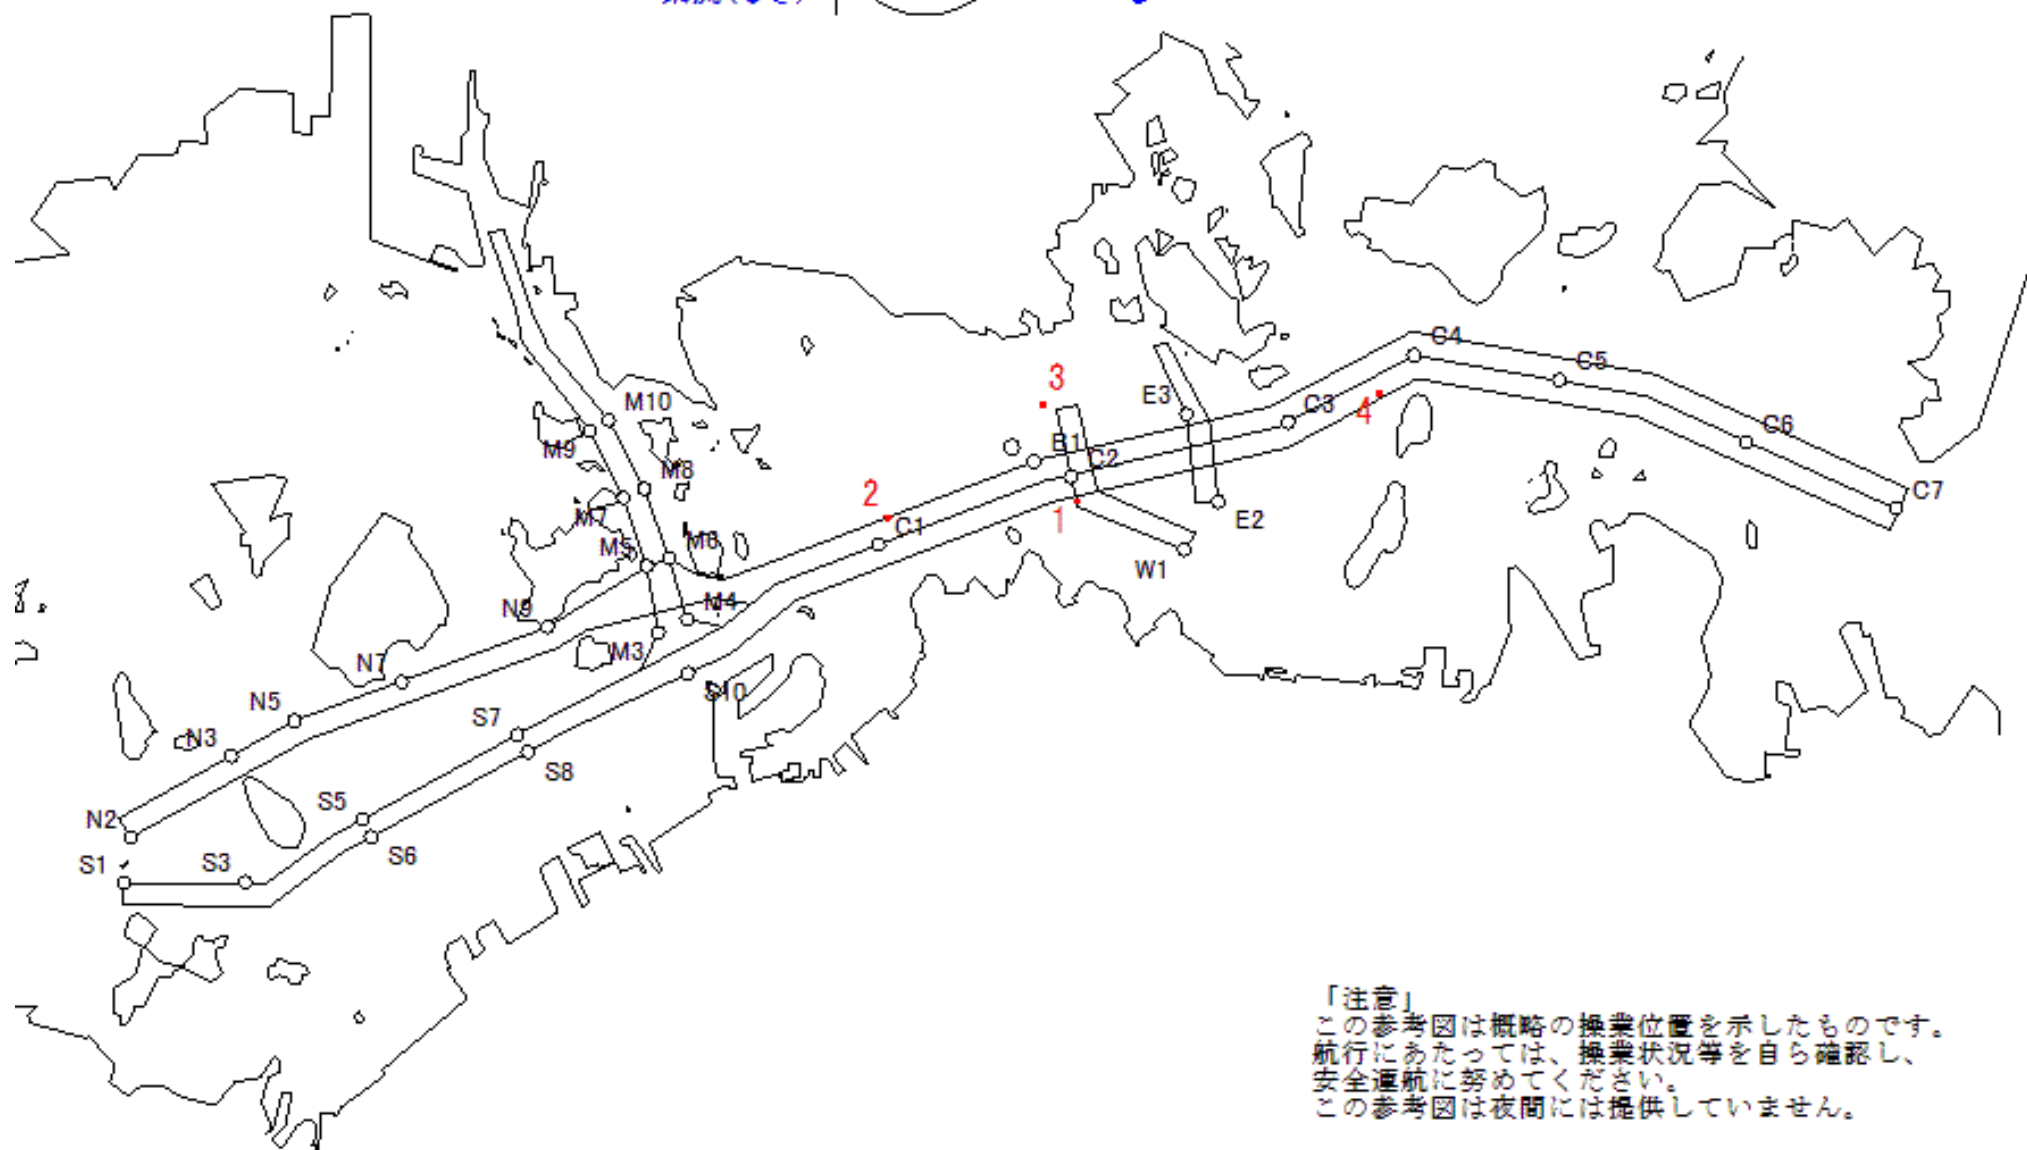 3
C4
C5
E3
C3
4
M10
C6
M9
B1
C2
M8
C7
2
M7
C1
1
E2
M5
M6
W1
N9
M4
M3
N7
S10
N5
S7
N3
S8
S5
N2
S6
S1
S3
「注意」
この参考図は概略の操業位置を示したものです。
航行にあたっては、操業状況等を自ら確認し、
安全運航に努めてください。
この参考図は夜間には提供していません。